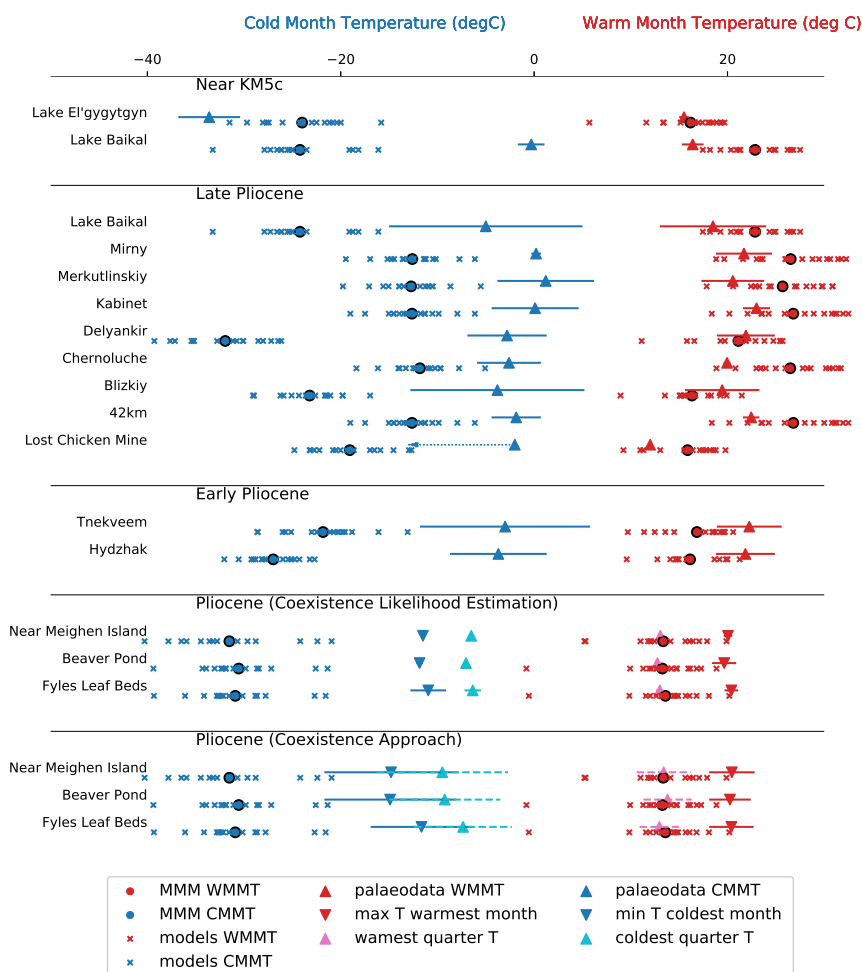 Cold Month Temperature (degC) Warm Month Temperature (deg C)
−40 −20 0 20
Near KM5c
Lake El'gygytgyn
Lake Baikal
Late Pliocene
Lake Baikal
Mirny
Merkutlinskiy
Kabinet
Delyankir
Chernoluche
Blizkiy
42km
Lost Chicken Mine
Early Pliocene
Tnekveem
Hydzhak
Pliocene (Coexistence Likelihood Estimation)
Near Meighen Island
Beaver Pond
Fyles Leaf Beds
Pliocene (Coexistence Approach)
Near Meighen Island
Beaver Pond
Fyles Leaf Beds
MMM WMMT palaeodata WMMT palaeodata CMMT
MMM CMMT max T warmest month min T coldest month
models WMMT wamest quarter T coldest quarter T
models CMMT